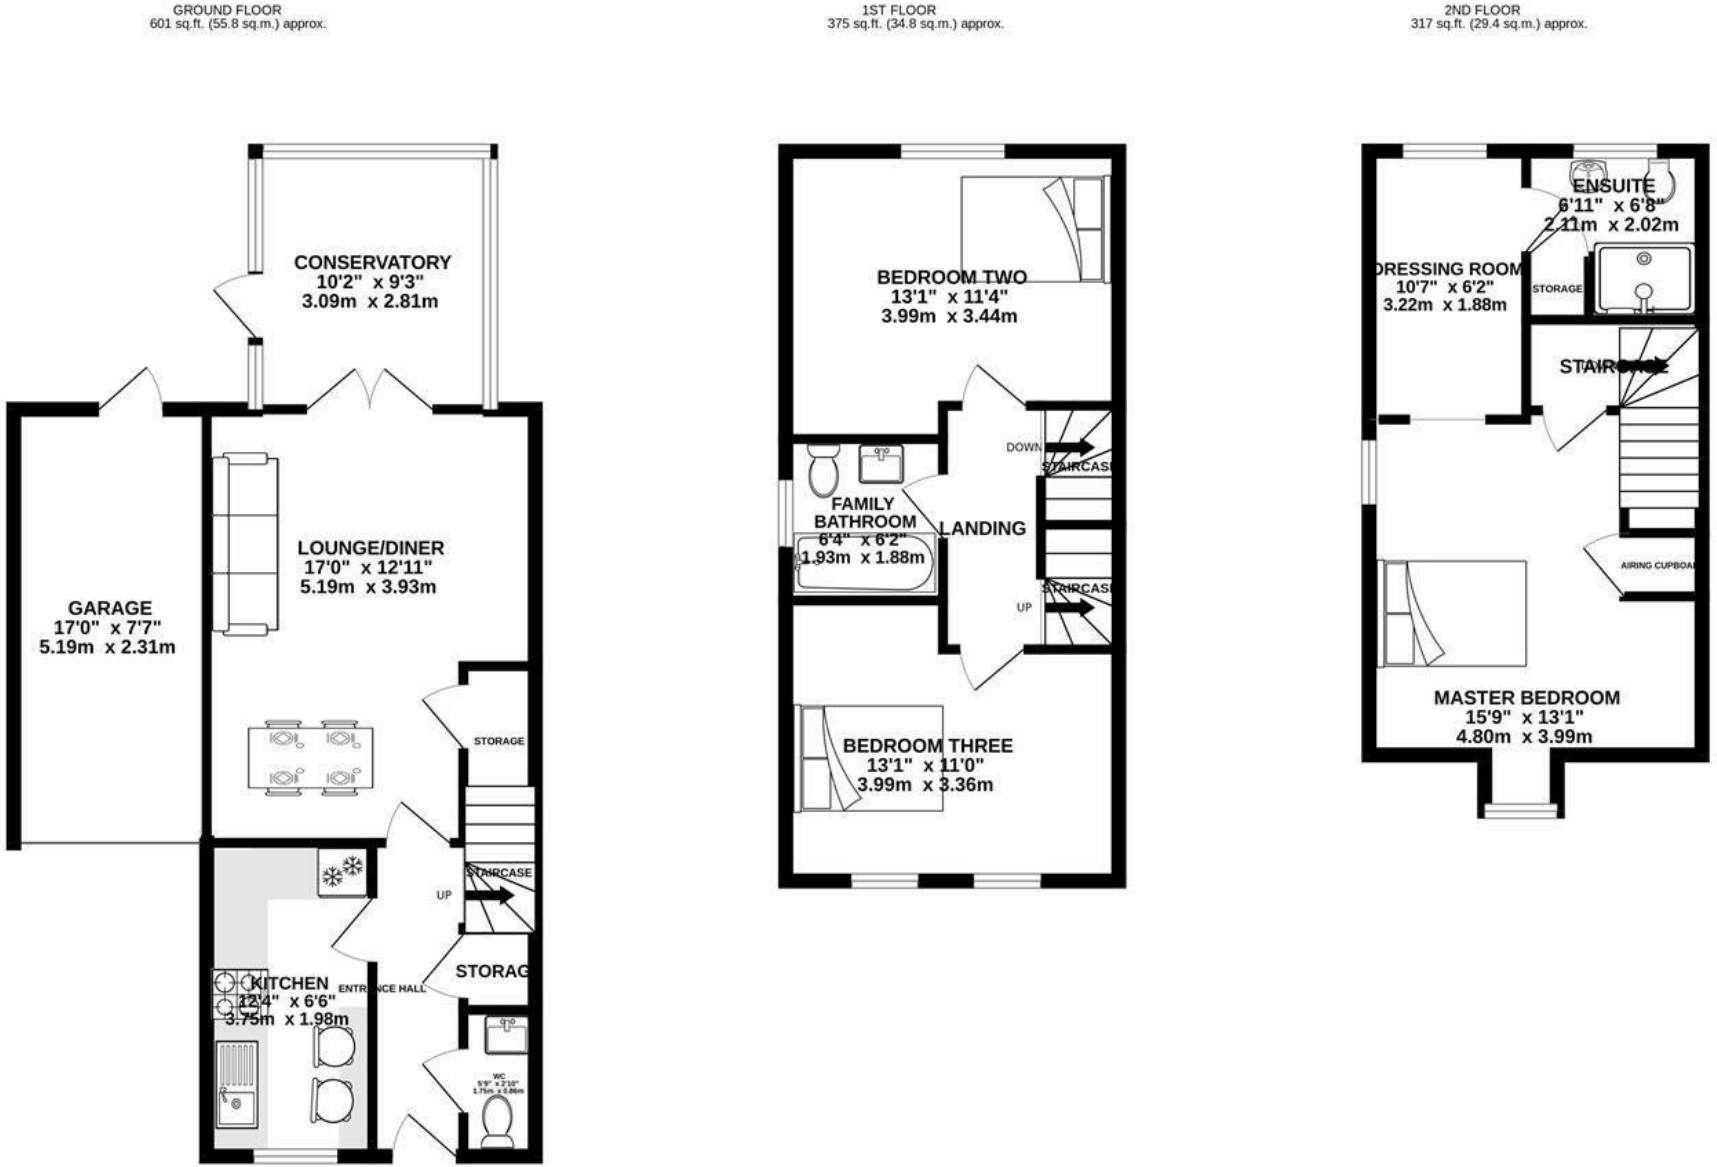 GROUND FLOOR
601 sq.ft. (55.8 sq.m.) approx.
CONSERVATORY
10'2" x 9'3"
3.09m x 2.81m
LOUNGE/DINER
17'0" x 12'11"
5.19m x 3.93m
GARAGE
17'0" x 7'7"
5.19m x 2.31m
STORAGE
STAIRCASE
UP
STORAG
KITCHEN
12'4" x 6'6"
3.75m x 1.98m
ENTRANCE HALL
WC
5'9" x 2'10"
1.75m x 0.86m
1ST FLOOR
375 sq.ft. (34.8 sq.m.) approx.
BEDROOM TWO
13'1" x 11'4"
3.99m x 3.44m
DOWN
STAIRCASE
FAMILY
BATHROOM
6'4" x 6'2"
1.93m x 1.88m
LANDING
STAIRCASE
UP
BEDROOM THREE
13'1" x 11'0"
3.99m x 3.36m
2ND FLOOR
317 sq.ft. (29.4 sq.m.) approx.
ENSUITE
6'11" x 6'8"
2.11m x 2.02m
DRESSING ROOM
10'7" x 6'2"
3.22m x 1.88m
STORAGE
STAIRCASE
AIRING CUPBOA
MASTER BEDROOM
15'9" x 13'1"
4.80m x 3.99m